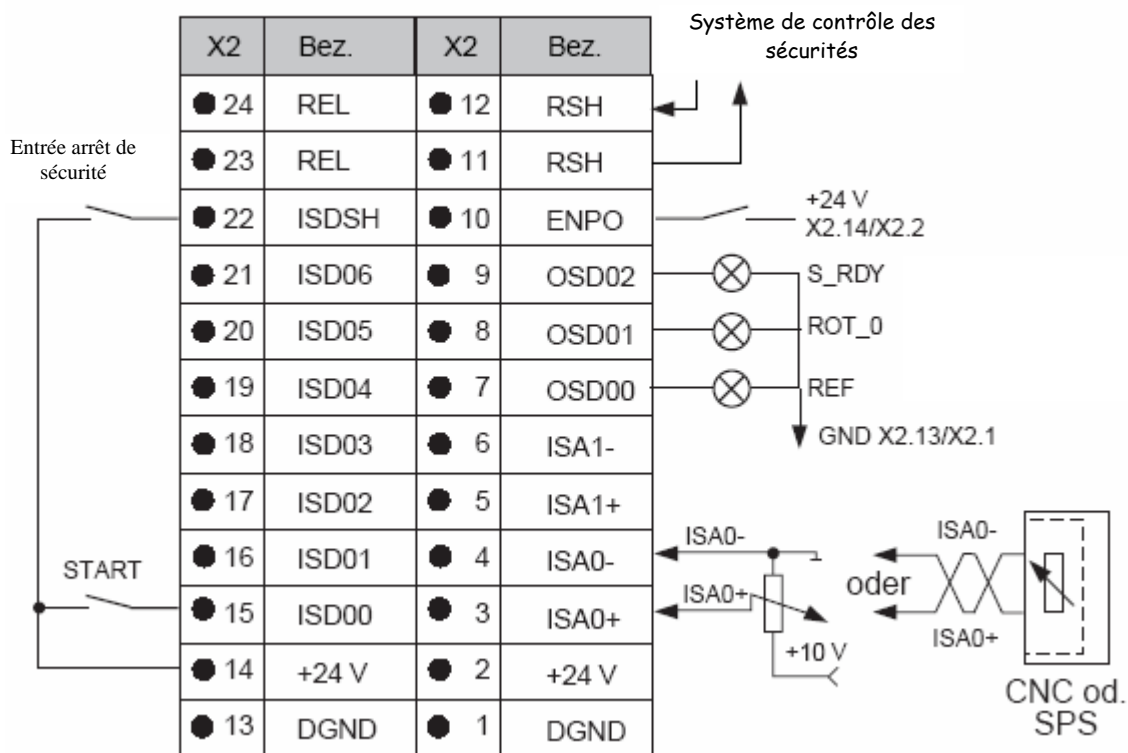 Système de contrôle des
sécurités
X2 Bez. X2 Bez.
24 REL 12 RSH
Entrée arrêt de
sécurité
23 REL 11 RSH
22 ISDSH 10 ENPO
+24 V
X2.14/X2.2
21 ISD06 9 OSD02 S_RDY
20 ISD05 8 OSD01 ROT_0
19 ISD04 7 OSD00 REF
18 ISD03 6 ISA1-
GND X2.13/X2.1
17 ISD02 5 ISA1+
16 ISD01 4 ISA0-
ISA0-
ISA0-
START
oder
15 ISD00 3 ISA0+
ISA0+
ISA0+
14 +24 V 2 +24 V
+10 V
13 DGND 1 DGND
CNC od.
SPS